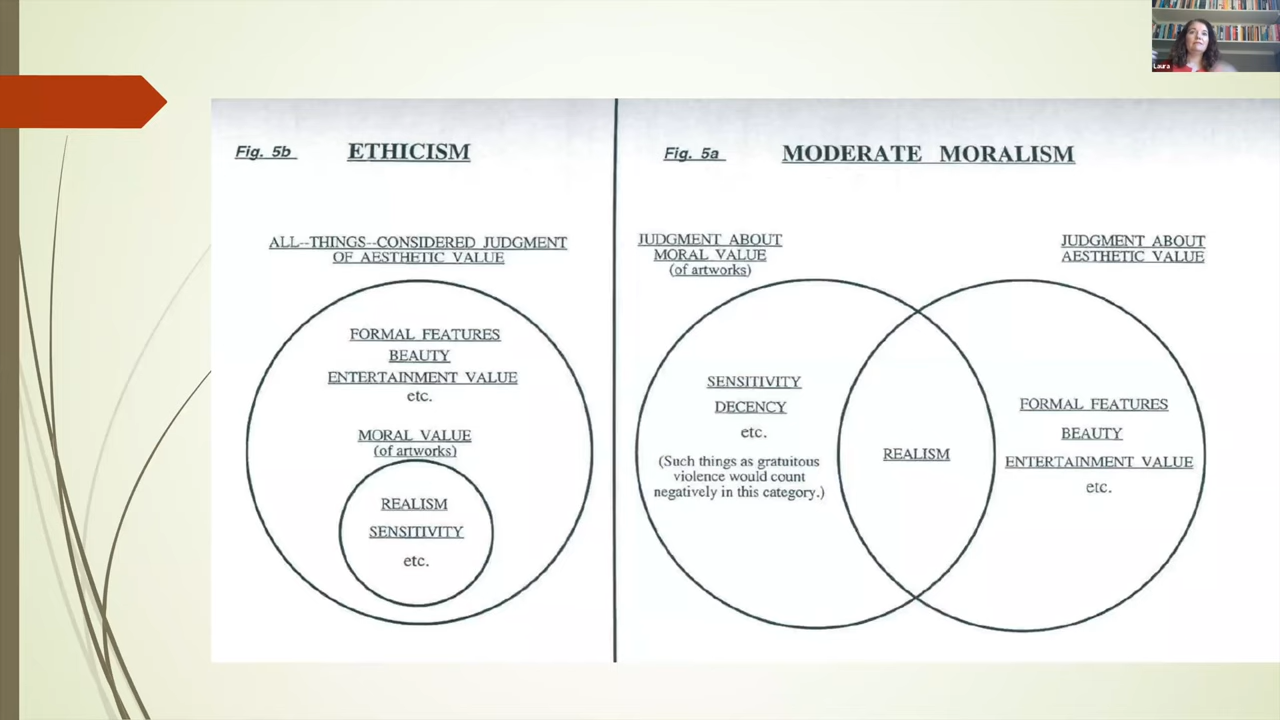 Laura
Fig. 5b
ETHICISM
ALL--THINGS--CONSIDERED JUDGMENT
OF AESTHETIC VALUE
FORMAL FEATURES
BEAUTY
ENTERTAINMENT VALUE
etc.
MORAL VALUE
(of artworks)
REALISM
SENSITIVITY
etc.
Fig. 5a
MODERATE MORALISM
JUDGMENT ABOUT
MORAL VALUE
(of artworks)
JUDGMENT ABOUT
AESTHETIC VALUE
SENSITIVITY
DECENCY
etc.
(Such things as gratuitous
violence would count
negatively in this category.)
REALISM
FORMAL FEATURES
BEAUTY
ENTERTAINMENT VALUE
etc.